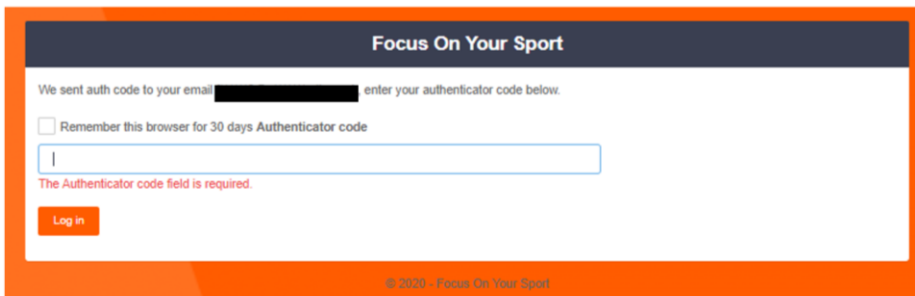 Focus On Your Sport
We sent auth code to your email , enter your authenticator code below.
Remember this browser for 30 days Authenticator code
The Authenticator code field is required.
Log in
© 2020 - Focus On Your Sport